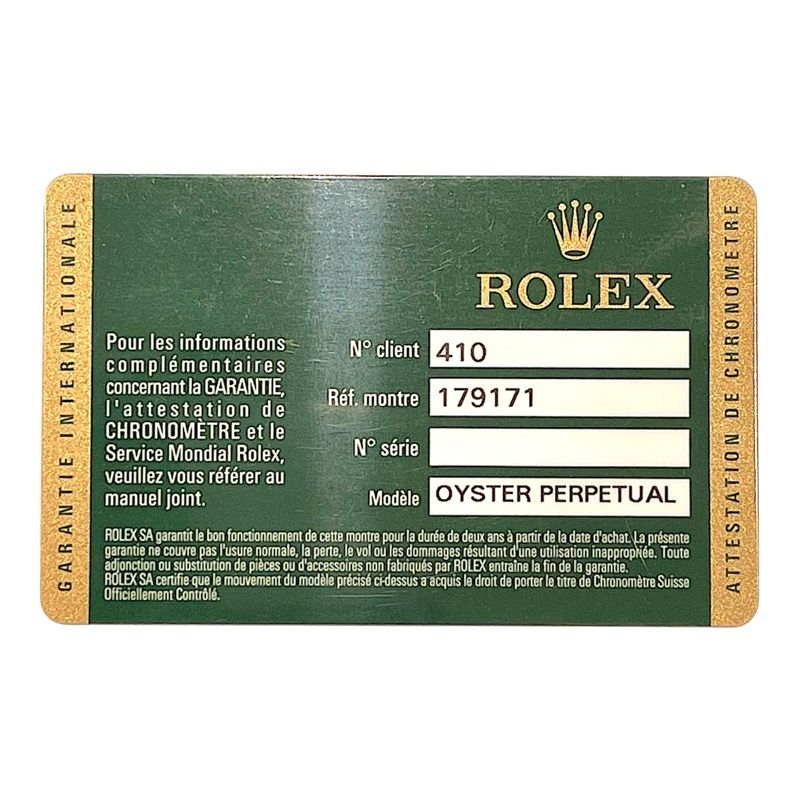 GARANTIE INTERNATIONALE
ROLEX
Pour les informations
complémentaires
concernant la GARANTIE,
l'attestation de
CHRONOMÈTRE et le
Service Mondial Rolex,
veuillez vous référer au
manuel joint.
N° client 410
Réf. montre 179171
N° série
Modèle OYSTER PERPETUAL
ROLEX SA garantit le bon fonctionnement de cette montre pour la durée de deux ans à partir de la date d'achat. La présente
garantie ne couvre pas l'usure normale, la perte, le vol ou les dommages résultant d'une utilisation inappropriée. Toute
adjonction ou substitution de pièces ou d'accessoires non fabriqués par ROLEX entraîne la fin de la garantie.
ROLEX SA certifie que le mouvement du modèle précisé ci-dessus a acquis le droit de porter le titre de Chronomètre Suisse
Officiellement Contrôlé.
ATTESTATION DE CHRONOMETRE